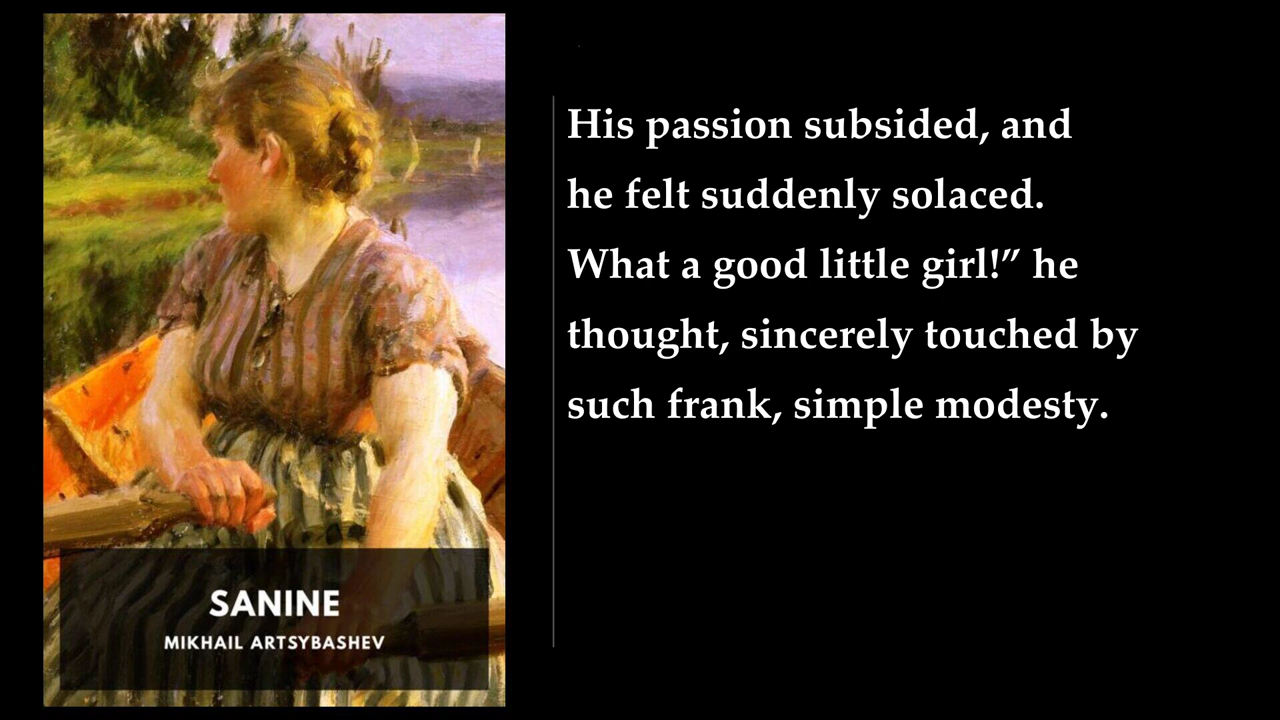 SANINE
MIKHAIL ARTSYBASHEV
His passion subsided, and
he felt suddenly solaced.
What a good little girl!” he
thought, sincerely touched by
such frank, simple modesty.